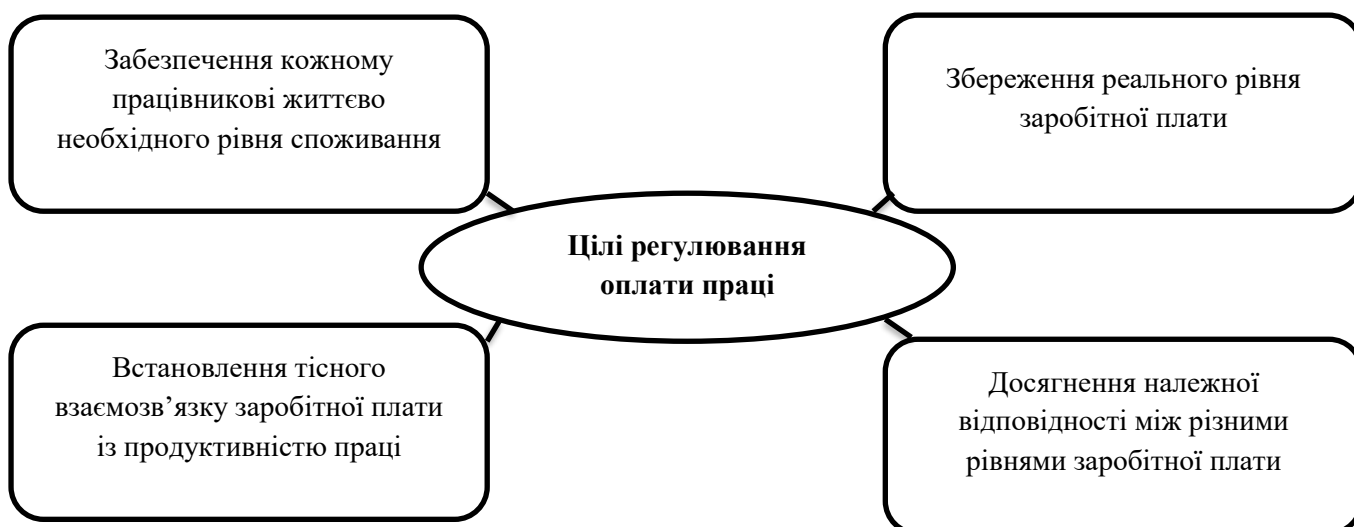 Забезпечення кожному
працівникові життєво
необхідного рівня споживання
Збереження реального рівня
заробітної плати
Цілі регулювання
оплати праці
Встановлення тісного
взаємозв’язку заробітної плати
із продуктивністю праці
Досягнення належної
відповідності між різними
рівнями заробітної плати